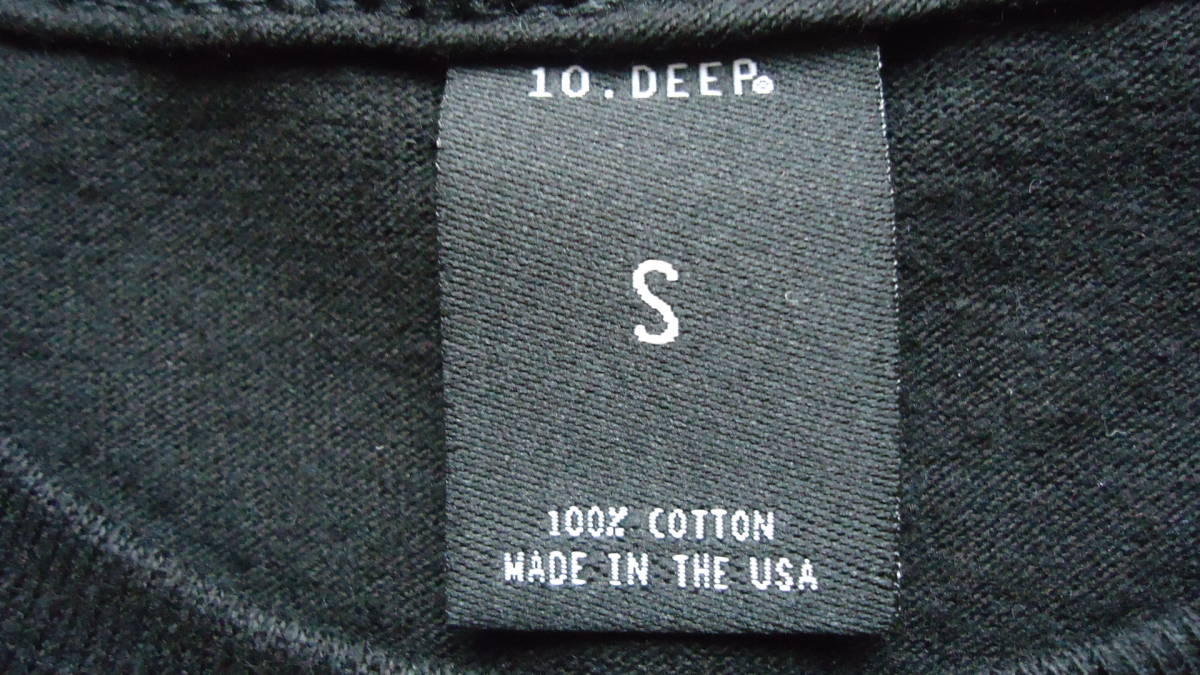 10.DEEP®
S
100% COTTON
MADE IN THE USA